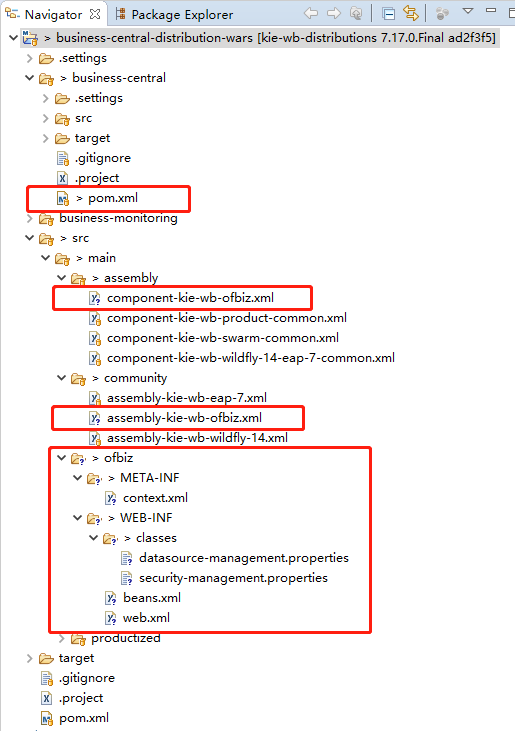 Navigator Package Explorer
> business-central-distribution-wars [kie-wb-distributions 7.17.0.Final ad2f3f5]
.settings
> business-central
.settings
src
target
.gitignore
.project
> pom.xml
business-monitoring
> src
> main
> assembly
component-kie-wb-ofbiz.xml
component-kie-wb-product-common.xml
component-kie-wb-swarm-common.xml
component-kie-wb-wildfly-14-eap-7-common.xml
> community
assembly-kie-wb-eap-7.xml
assembly-kie-wb-ofbiz.xml
assembly-kie-wb-wildfly-14.xml
> ofbiz
> META-INF
context.xml
> WEB-INF
> classes
datasource-management.properties
security-management.properties
beans.xml
web.xml
productized
target
.gitignore
.project
pom.xml